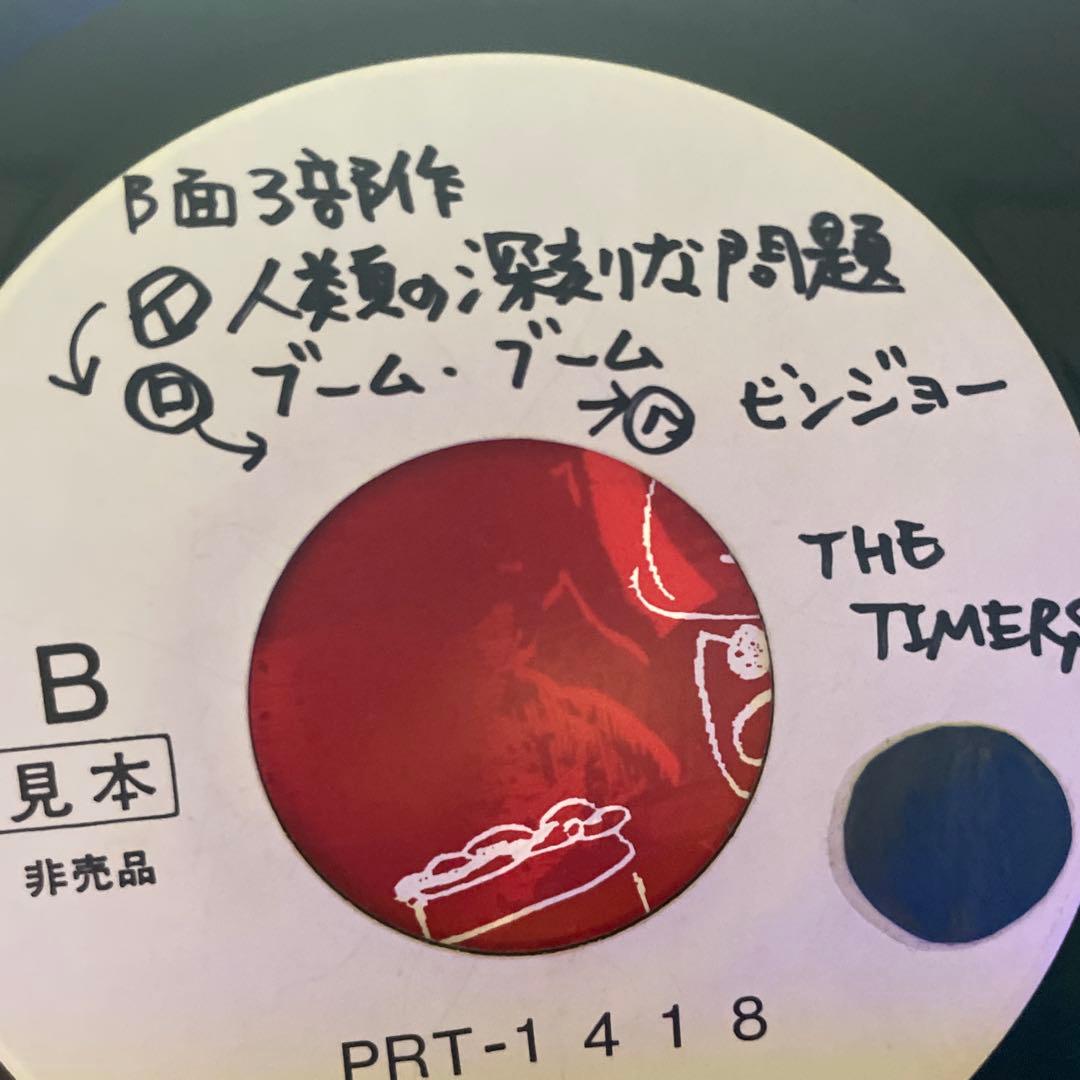 B面3部作
イ 人類の深刻な問題
ロ ブーム・ブーム
→ハ ビンジョー
THE
TIMERS
B
見本
非売品
PRT-1418